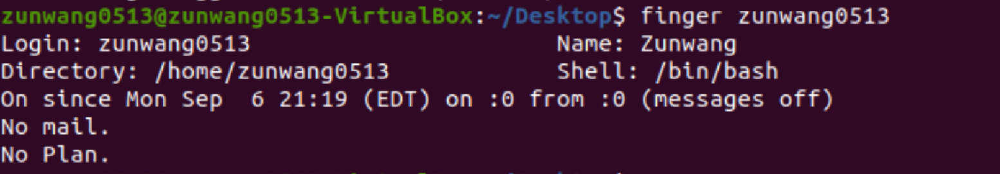 zunwang0513@zunwang0513-VirtualBox:~/Desktop$ finger zunwang0513
Login: zunwang0513                      Name: Zunwang
Directory: /home/zunwang0513            Shell: /bin/bash
On since Mon Sep  6 21:19 (EDT) on :0 from :0 (messages off)
No mail.
No Plan.